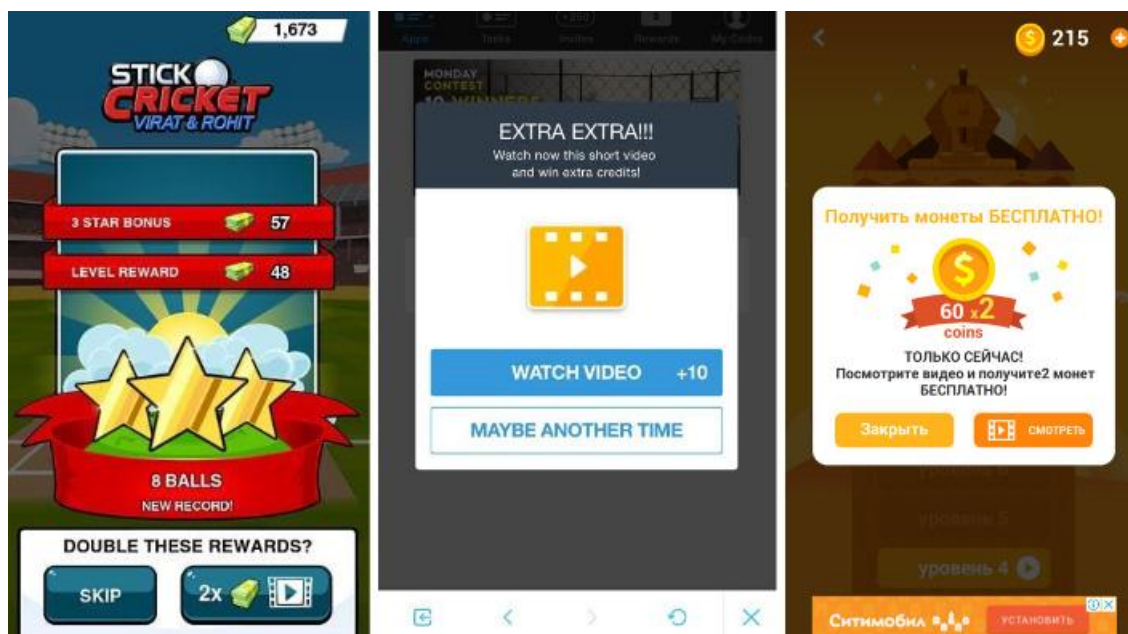 1,673
STICK
CRICKET
VIRAT & ROHIT
3 STAR BONUS 57
LEVEL REWARD 48
8 BALLS
NEW RECORD!
DOUBLE THESE REWARDS?
SKIP
2x
Apps Tasks Invites Rewards My Codes
MONDAY
CONTEST
EXTRA EXTRA!!!
Watch now this short video
and win extra credits!
WATCH VIDEO +10
MAYBE ANOTHER TIME
215
Получить монеты БЕСПЛАТНО!
60 x2
coins
ТОЛЬКО СЕЙЧАС!
Посмотрите видео и получите2 монет
БЕСПЛАТНО!
Закрыть
СМОТРЕТЬ
уровень 5
уровень 4
Ситимобил
УСТАНОВИТЬ